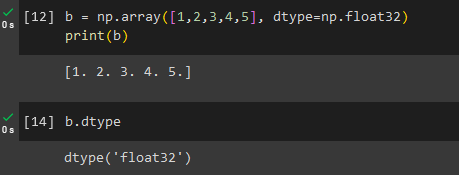 [12] b = np.array([1,2,3,4,5], dtype=np.float32)
print(b)
0s
[1. 2. 3. 4. 5.]
[14] b.dtype
0s
dtype('float32')